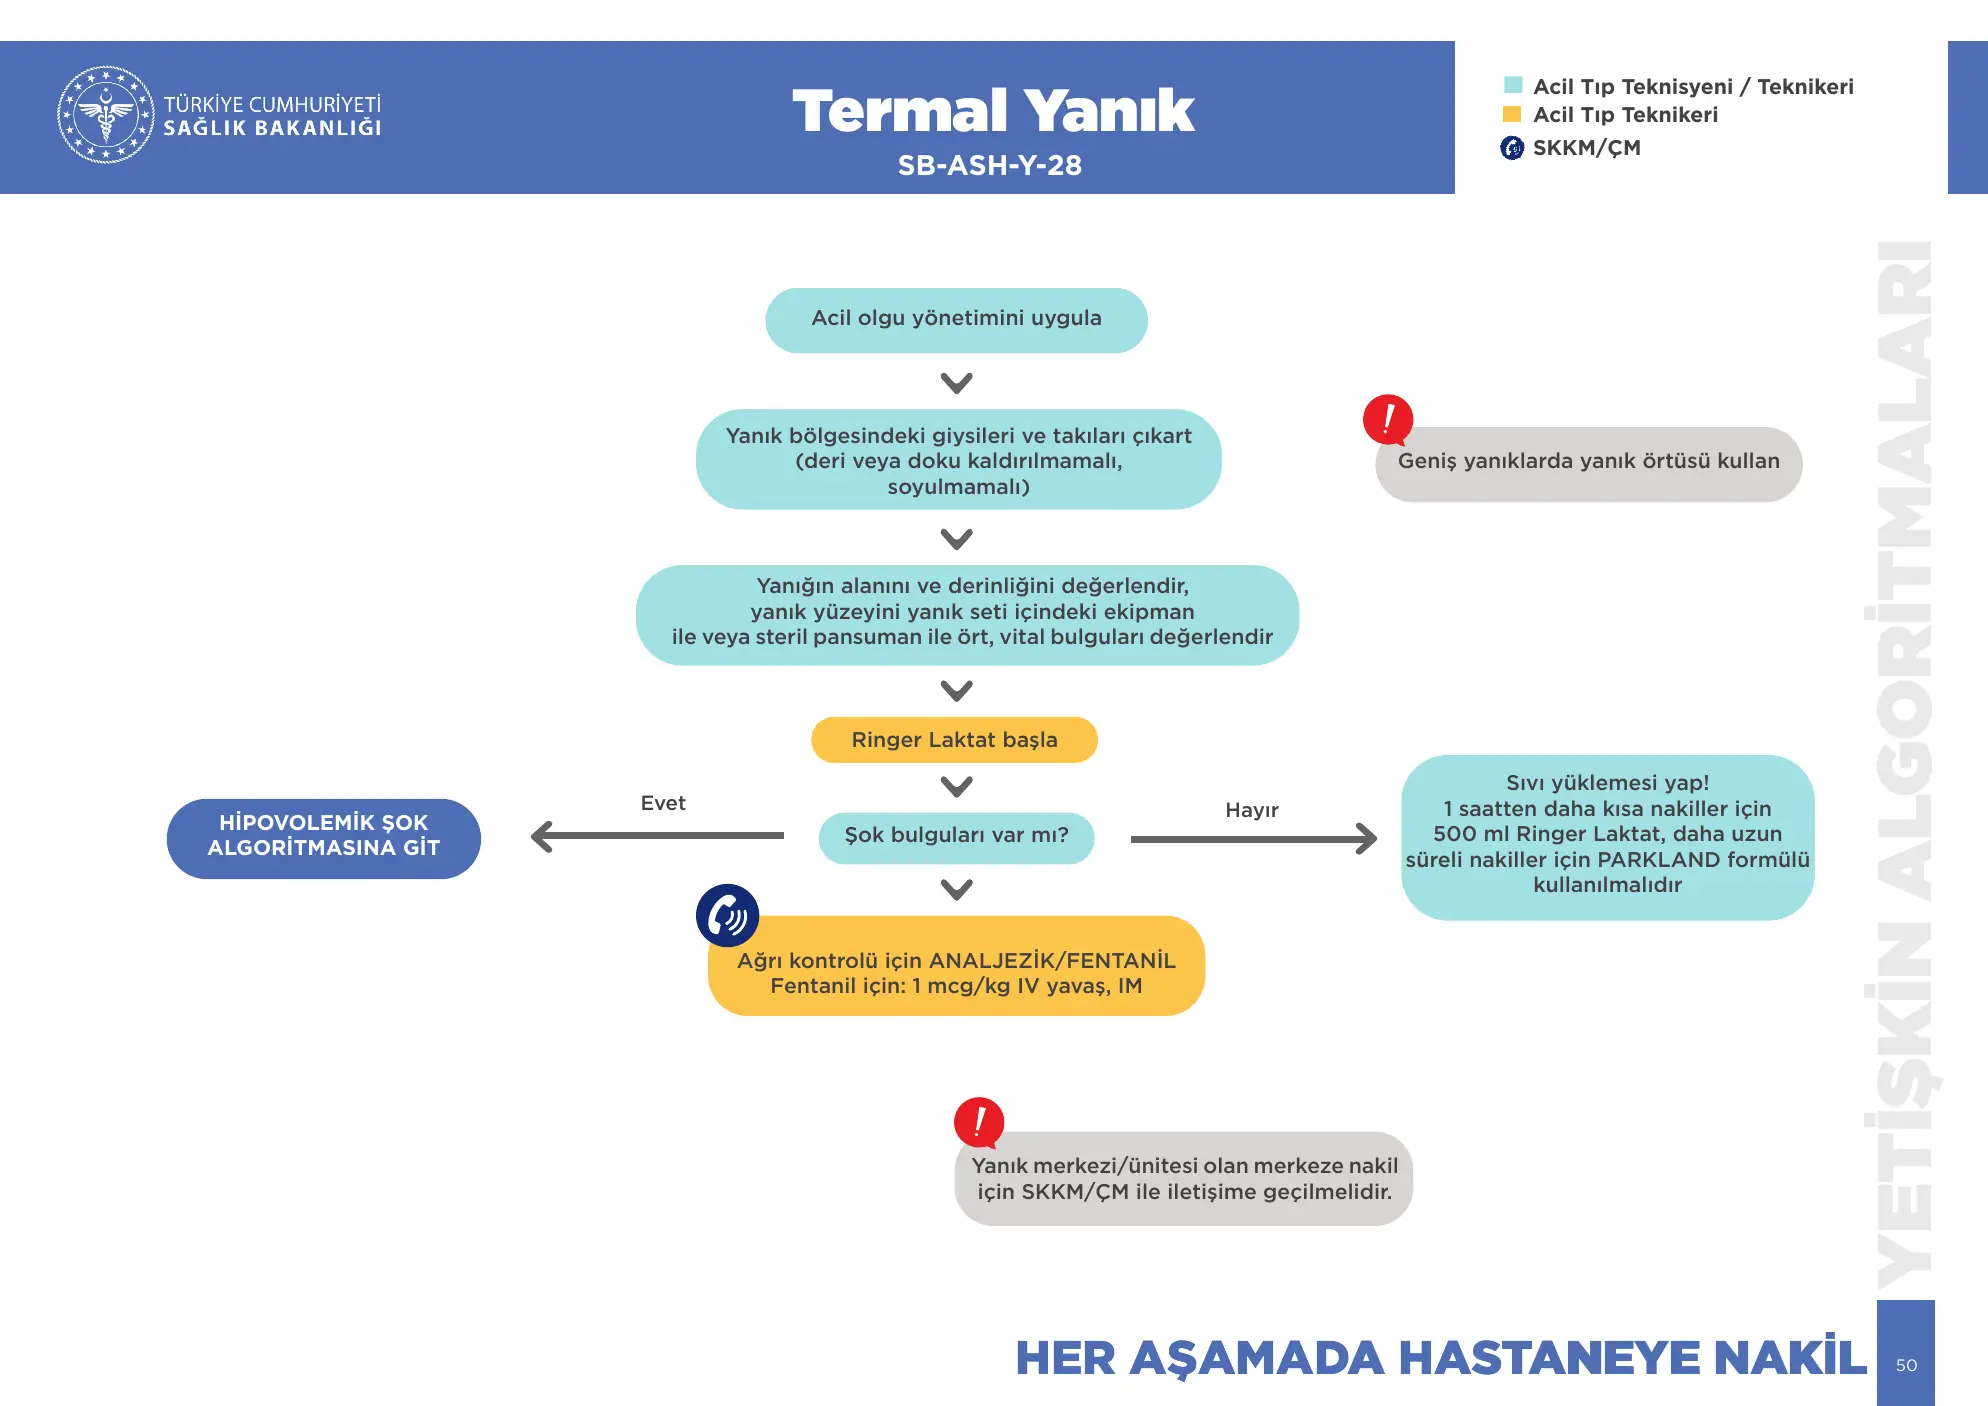 TÜRKİYE CUMHURİYETİ
SAĞLIK BAKANLIĞI
Termal Yanık
SB-ASH-Y-28
Acil Tıp Teknisyeni / Teknikeri
Acil Tıp Teknikeri
SKKM/ÇM
Acil olgu yönetimini uygula
Yanık bölgesindeki giysileri ve takıları çıkart
(deri veya doku kaldırılmamalı,
soyulmamalı)
!
Geniş yanıklarda yanık örtüsü kullan
Yanığın alanını ve derinliğini değerlendir,
yanık yüzeyini yanık seti içindeki ekipman
ile veya steril pansuman ile ört, vital bulguları değerlendir
Ringer Laktat başla
Şok bulguları var mı?
Evet
HİPOVOLEMİK ŞOK
ALGORİTMASINA GİT
Hayır
Sıvı yüklemesi yap!
1 saatten daha kısa nakiller için
500 ml Ringer Laktat, daha uzun
süreli nakiller için PARKLAND formülü
kullanılmalıdır
Ağrı kontrolü için ANALJEZİK/FENTANİL
Fentanil için: 1 mcg/kg IV yavaş, IM
!
Yanık merkezi/ünitesi olan merkeze nakil
için SKKM/ÇM ile iletişime geçilmelidir.
YETİŞKİN ALGORİTMALARI
HER AŞAMADA HASTANEYE NAKİL
50